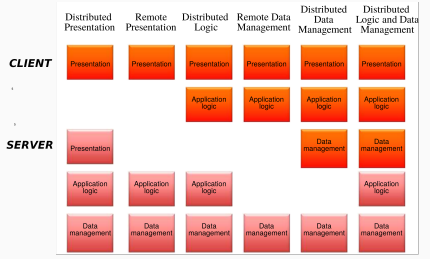 Distributed Presentation
Remote Presentation
Distributed Logic
Remote Data Management
Distributed Data Management
Distributed Logic and Data Management
CLIENT
Presentation Presentation Presentation Presentation Presentation Presentation
Application logic Application logic Application logic Application logic
SERVER
Presentation
Data management Data management
Application logic Application logic Application logic Application logic
Data management Data management Data management Data management Data management Data management